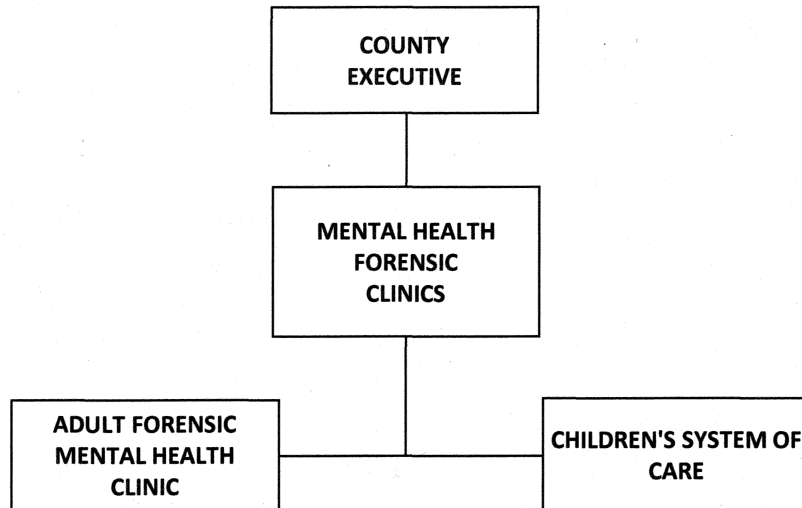 COUNTY
EXECUTIVE
MENTAL HEALTH
FORENSIC
CLINICS
ADULT FORENSIC
MENTAL HEALTH
CLINIC
CHILDREN'S SYSTEM OF
CARE